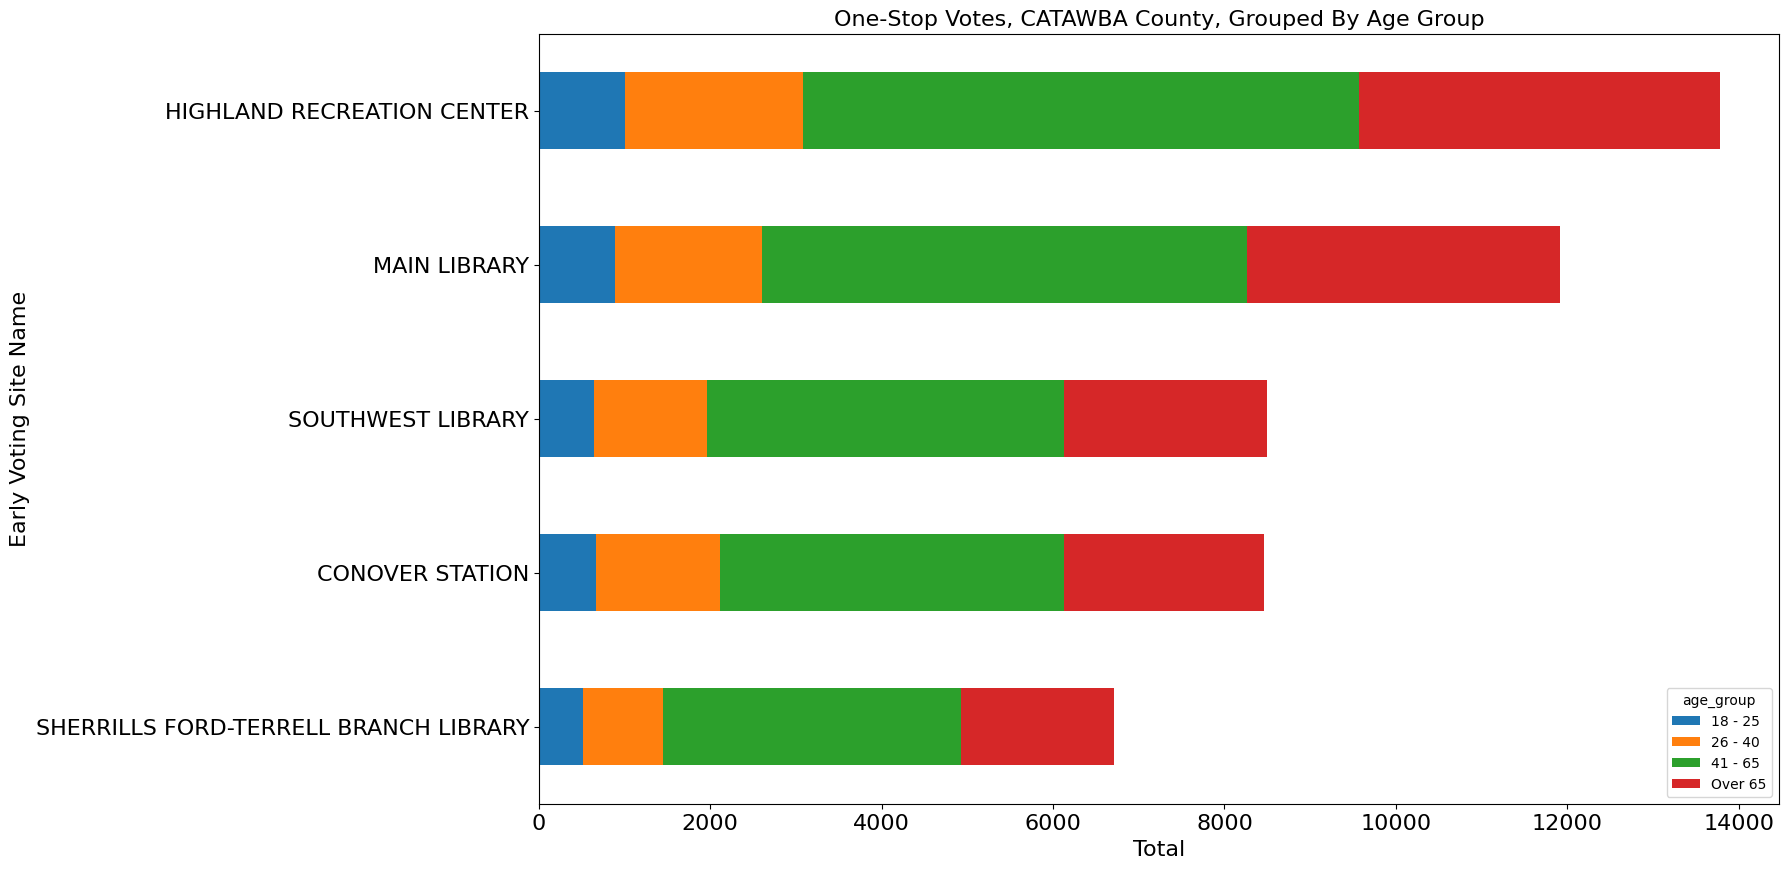 One-Stop Votes, CATAWBA County, Grouped By Age Group
Early Voting Site Name
HIGHLAND RECREATION CENTER
MAIN LIBRARY
SOUTHWEST LIBRARY
CONOVER STATION
SHERRILLS FORD-TERRELL BRANCH LIBRARY
age_group
18 - 25
26 - 40
41 - 65
Over 65
0 2000 4000 6000 8000 10000 12000 14000
Total